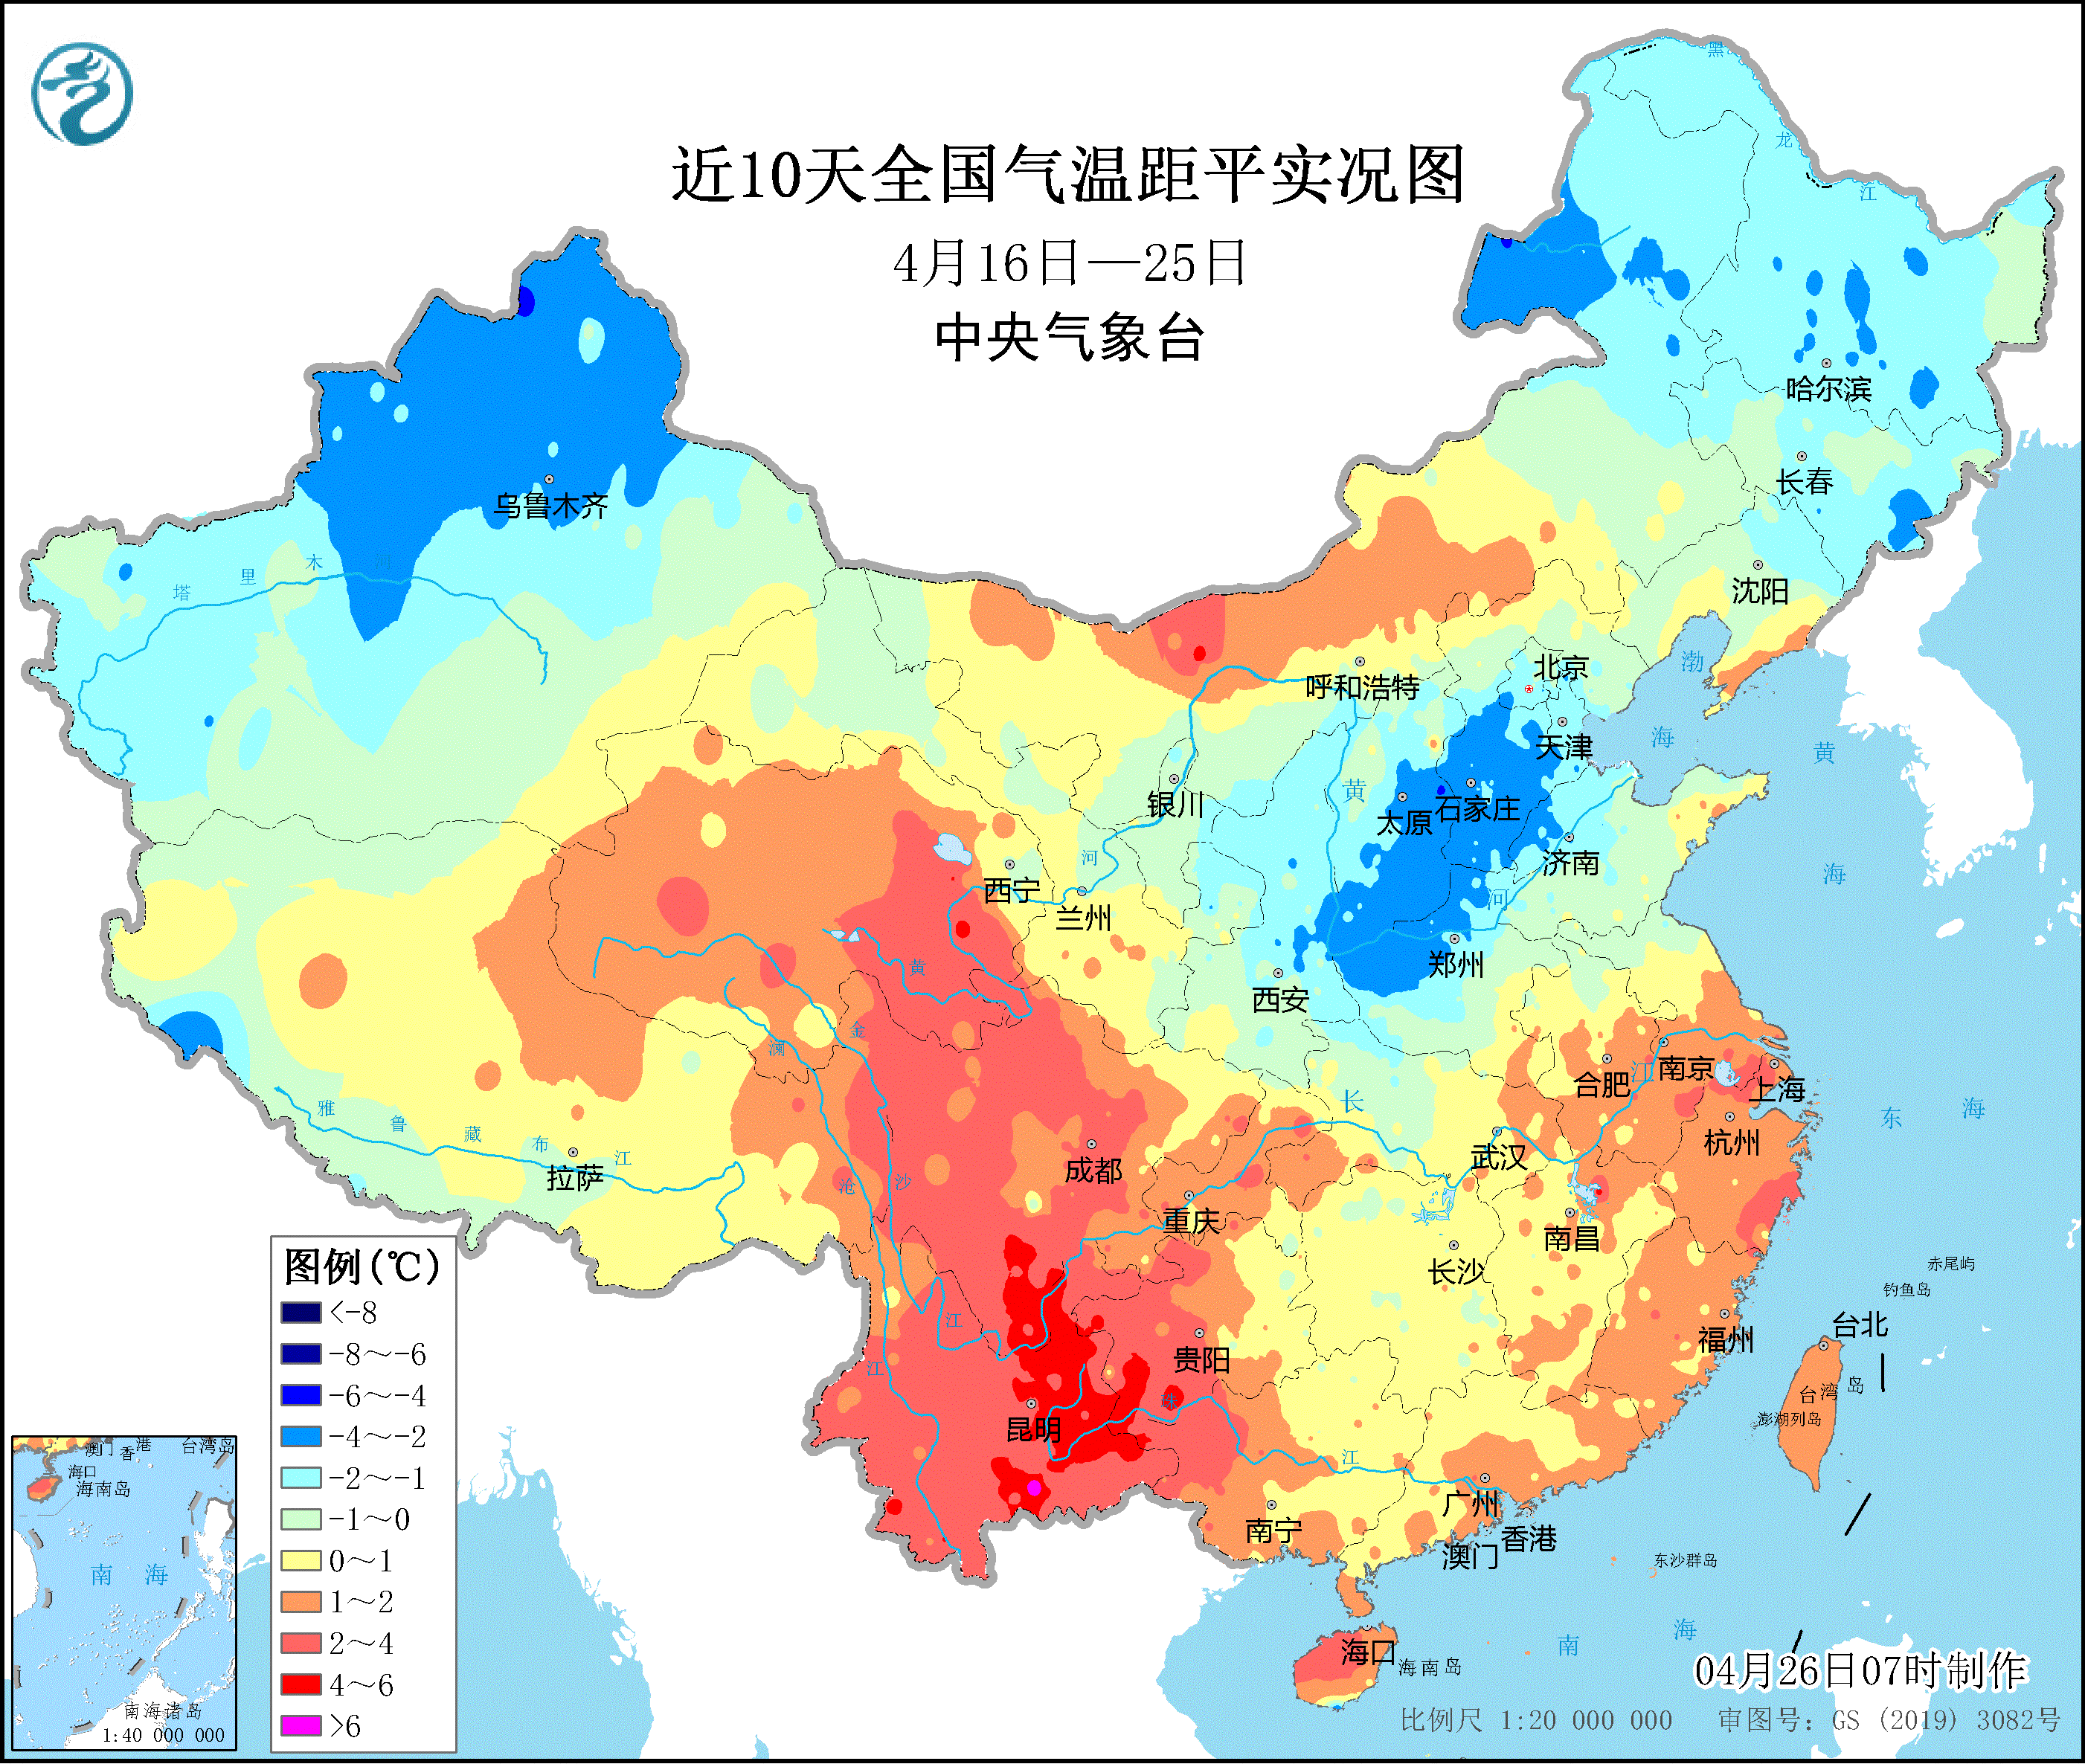 近10天全国气温距平实况图
4月16日—25日
中央气象台
黑
龙
江
哈尔滨
长春
沈阳
乌鲁木齐
塔
里
木
河
呼和浩特
北京
天津
渤
海
黄
海
银川
太原
石家庄
济南
黄
河
河
西宁
兰州
郑州
西安
黄
金
澜
沧
沙
江
江
雅
鲁
藏
布
江
拉萨
成都
重庆
长
江
武汉
合肥
南京
上海
杭州
东
海
南昌
长沙
贵阳
昆明
福州
赤尾屿
钓鱼岛
台北
台湾岛
澎湖列岛
珠
江
南宁
广州
香港
澳门
东沙群岛
海口
海南岛
南
海
图例(℃)
<-8
-8～-6
-6～-4
-4～-2
-2～-1
-1～0
0～1
1～2
2～4
4～6
>6
澳门
香港
台湾岛
海口
海南岛
南海
南海诸岛
1:40 000 000
04月26日07时制作
比例尺 1:20 000 000
审图号: GS (2019) 3082号